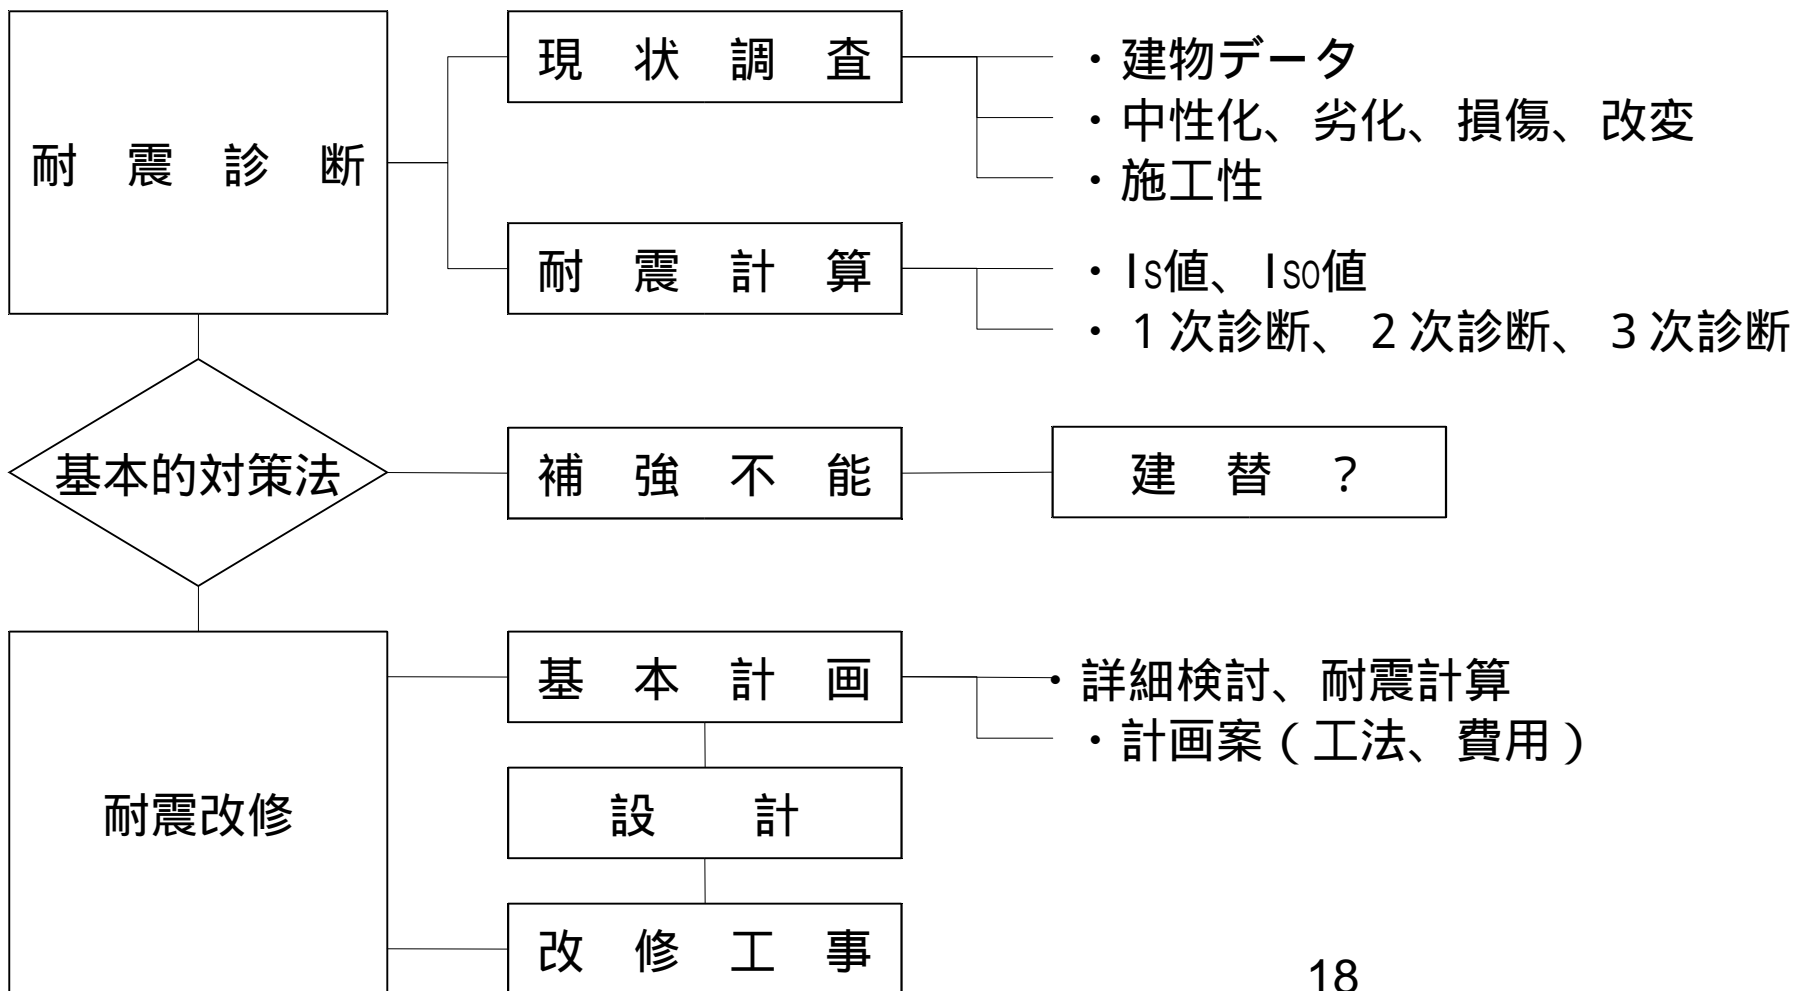 現状調査
・建物データ
・中性化、劣化、損傷、改変
・施工性
耐震診断
耐震計算
・IS値、ISO値
・1次診断、2次診断、3次診断
基本的対策法
補強不能
建替?
基本計画
・詳細検討、耐震計算
・計画案(工法、費用)
耐震改修
設計
改修工事
18